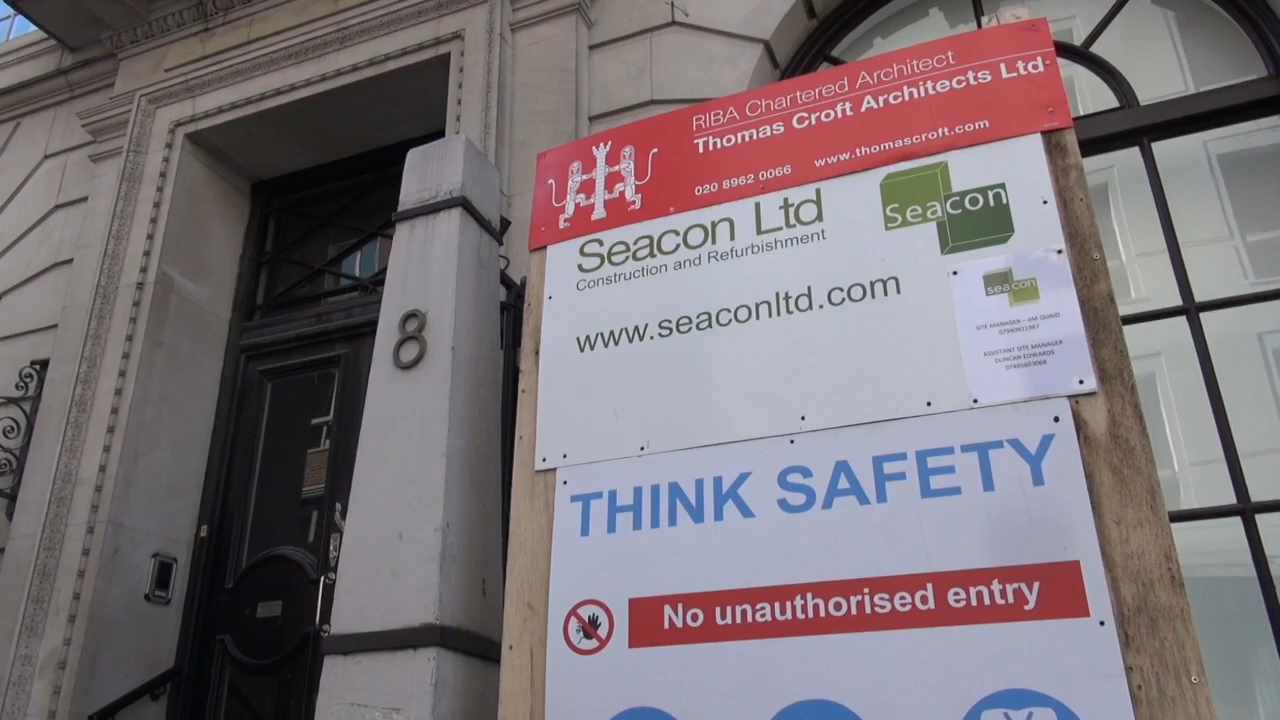 RIBA Chartered Architect
Thomas Croft Architects Ltd
020 8962 0066 www.thomascroft.com
Seacon Ltd
Construction and Refurbishment
Seacon
www.seaconltd.com
seacon
ASSISTANT SITE MANAGER
DUNCAN EDWARDS
8
THINK SAFETY
No unauthorised entry